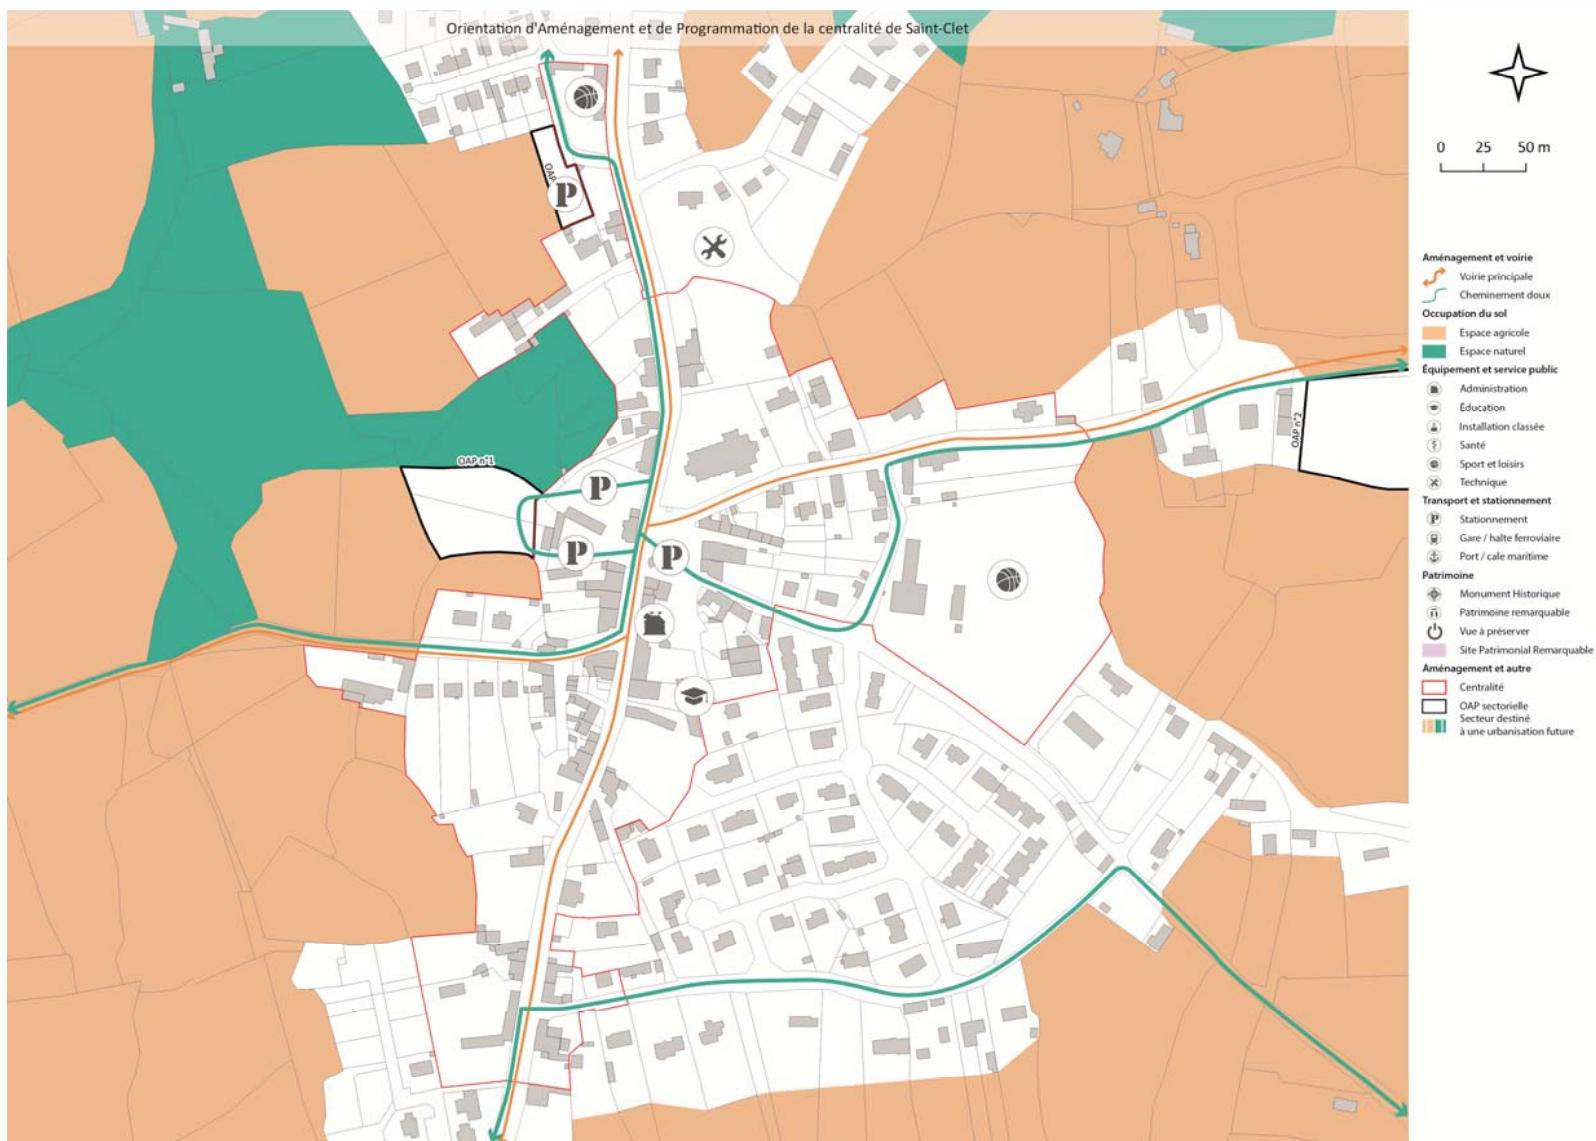 Orientation d'Aménagement et de Programmation de la centralité de Saint-Clet
0 25 50 m
OAP
P
OAP n°1
OAP n°2
P
P
P
Aménagement et voirie
Voirie principale
Cheminement doux
Occupation du sol
Espace agricole
Espace naturel
Équipement et service public
Administration
Éducation
Installation classée
Santé
Sport et loisirs
Technique
Transport et stationnement
P Stationnement
Gare / halte ferroviaire
Port / cale maritime
Patrimoine
Monument Historique
Patrimoine remarquable
Vue à préserver
Site Patrimonial Remarquable
Aménagement et autre
Centralité
OAP sectorielle
Secteur destiné
à une urbanisation future